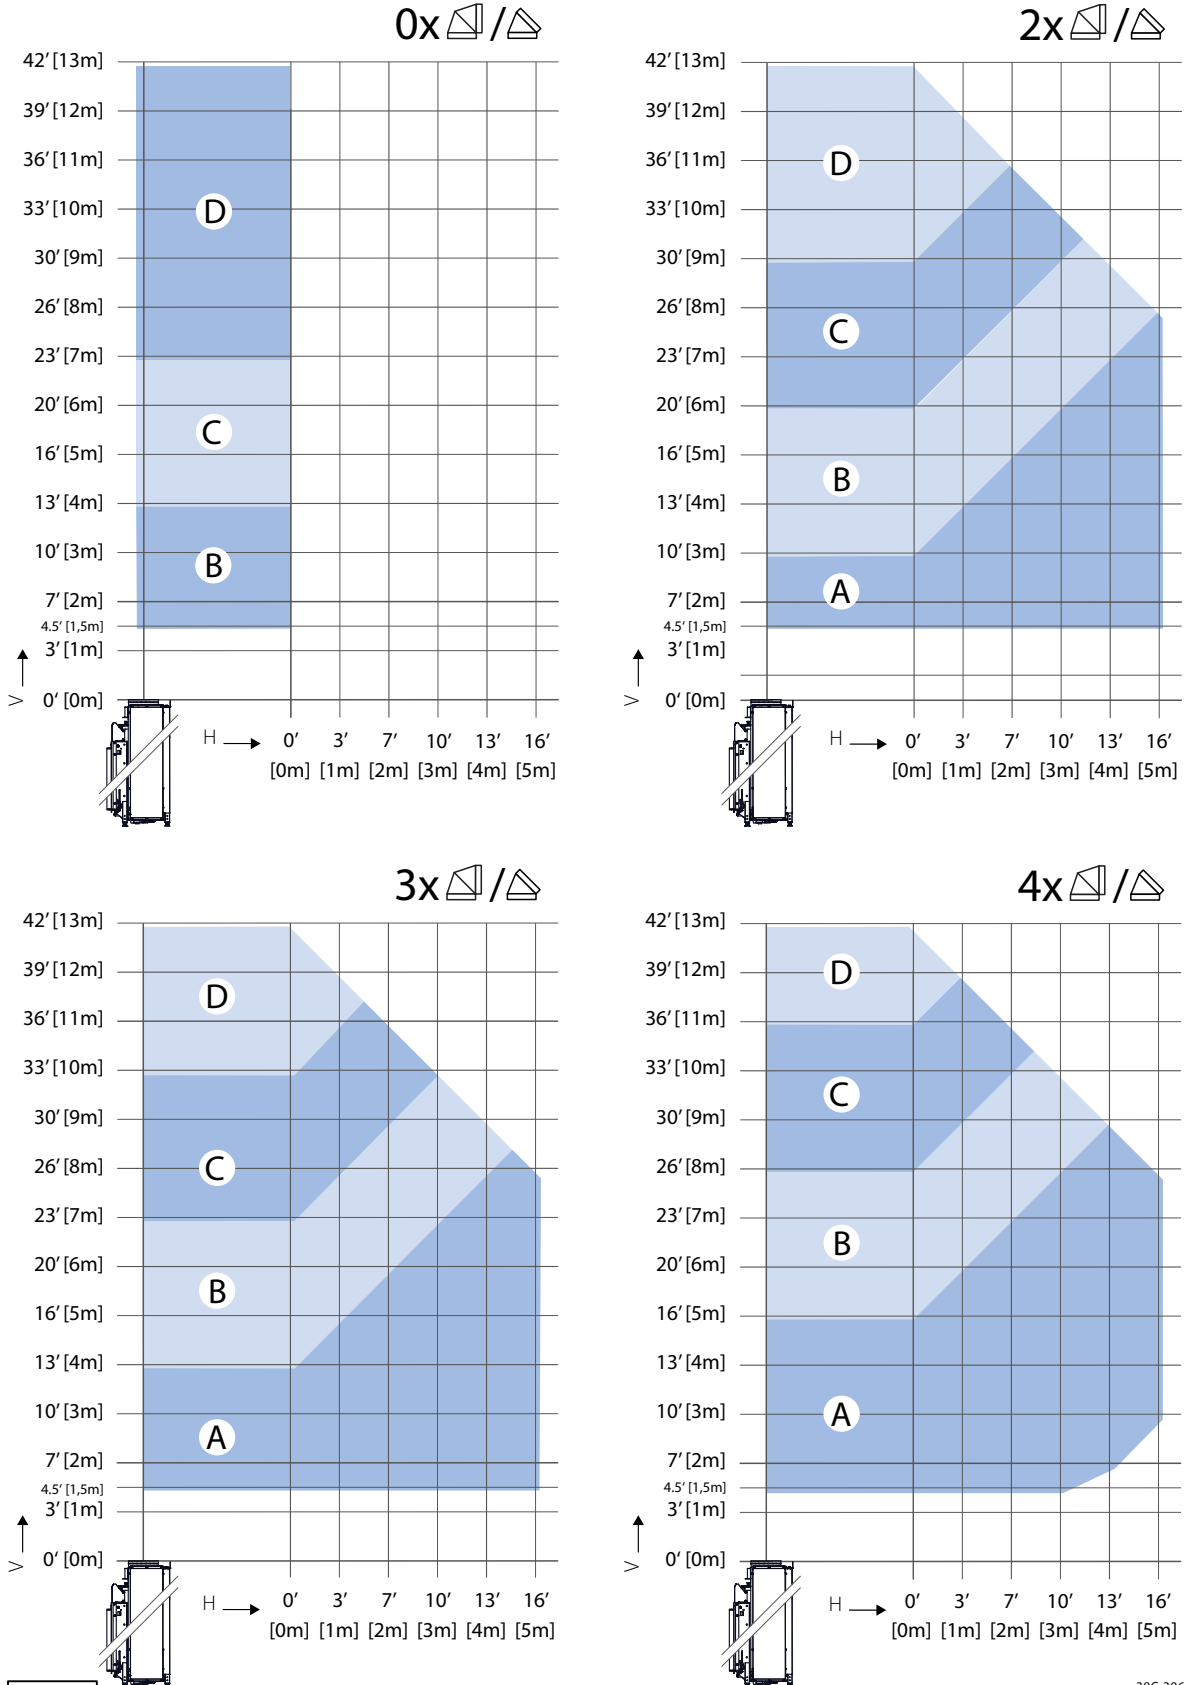 0x /
42′ [13m]
39′ [12m]
36′ [11m]
33′ [10m]
30′ [9m]
26′ [8m]
23′ [7m]
20′ [6m]
16′ [5m]
13′ [4m]
10′ [3m]
7′ [2m]
4.5′ [1,5m]
3′ [1m]
0′ [0m]
D
C
B
V
H 0′ 3′ 7′ 10′ 13′ 16′
[0m] [1m] [2m] [3m] [4m] [5m]
2x /
42′ [13m]
39′ [12m]
36′ [11m]
33′ [10m]
30′ [9m]
26′ [8m]
23′ [7m]
20′ [6m]
16′ [5m]
13′ [4m]
10′ [3m]
7′ [2m]
4.5′ [1,5m]
3′ [1m]
0′ [0m]
D
C
B
A
V
H 0′ 3′ 7′ 10′ 13′ 16′
[0m] [1m] [2m] [3m] [4m] [5m]
3x /
42′ [13m]
39′ [12m]
36′ [11m]
33′ [10m]
30′ [9m]
26′ [8m]
23′ [7m]
20′ [6m]
16′ [5m]
13′ [4m]
10′ [3m]
7′ [2m]
4.5′ [1,5m]
3′ [1m]
0′ [0m]
D
C
B
A
V
H 0′ 3′ 7′ 10′ 13′ 16′
[0m] [1m] [2m] [3m] [4m] [5m]
4x /
42′ [13m]
39′ [12m]
36′ [11m]
33′ [10m]
30′ [9m]
26′ [8m]
23′ [7m]
20′ [6m]
16′ [5m]
13′ [4m]
10′ [3m]
7′ [2m]
4.5′ [1,5m]
3′ [1m]
0′ [0m]
D
C
B
A
V
H 0′ 3′ 7′ 10′ 13′ 16′
[0m] [1m] [2m] [3m] [4m] [5m]